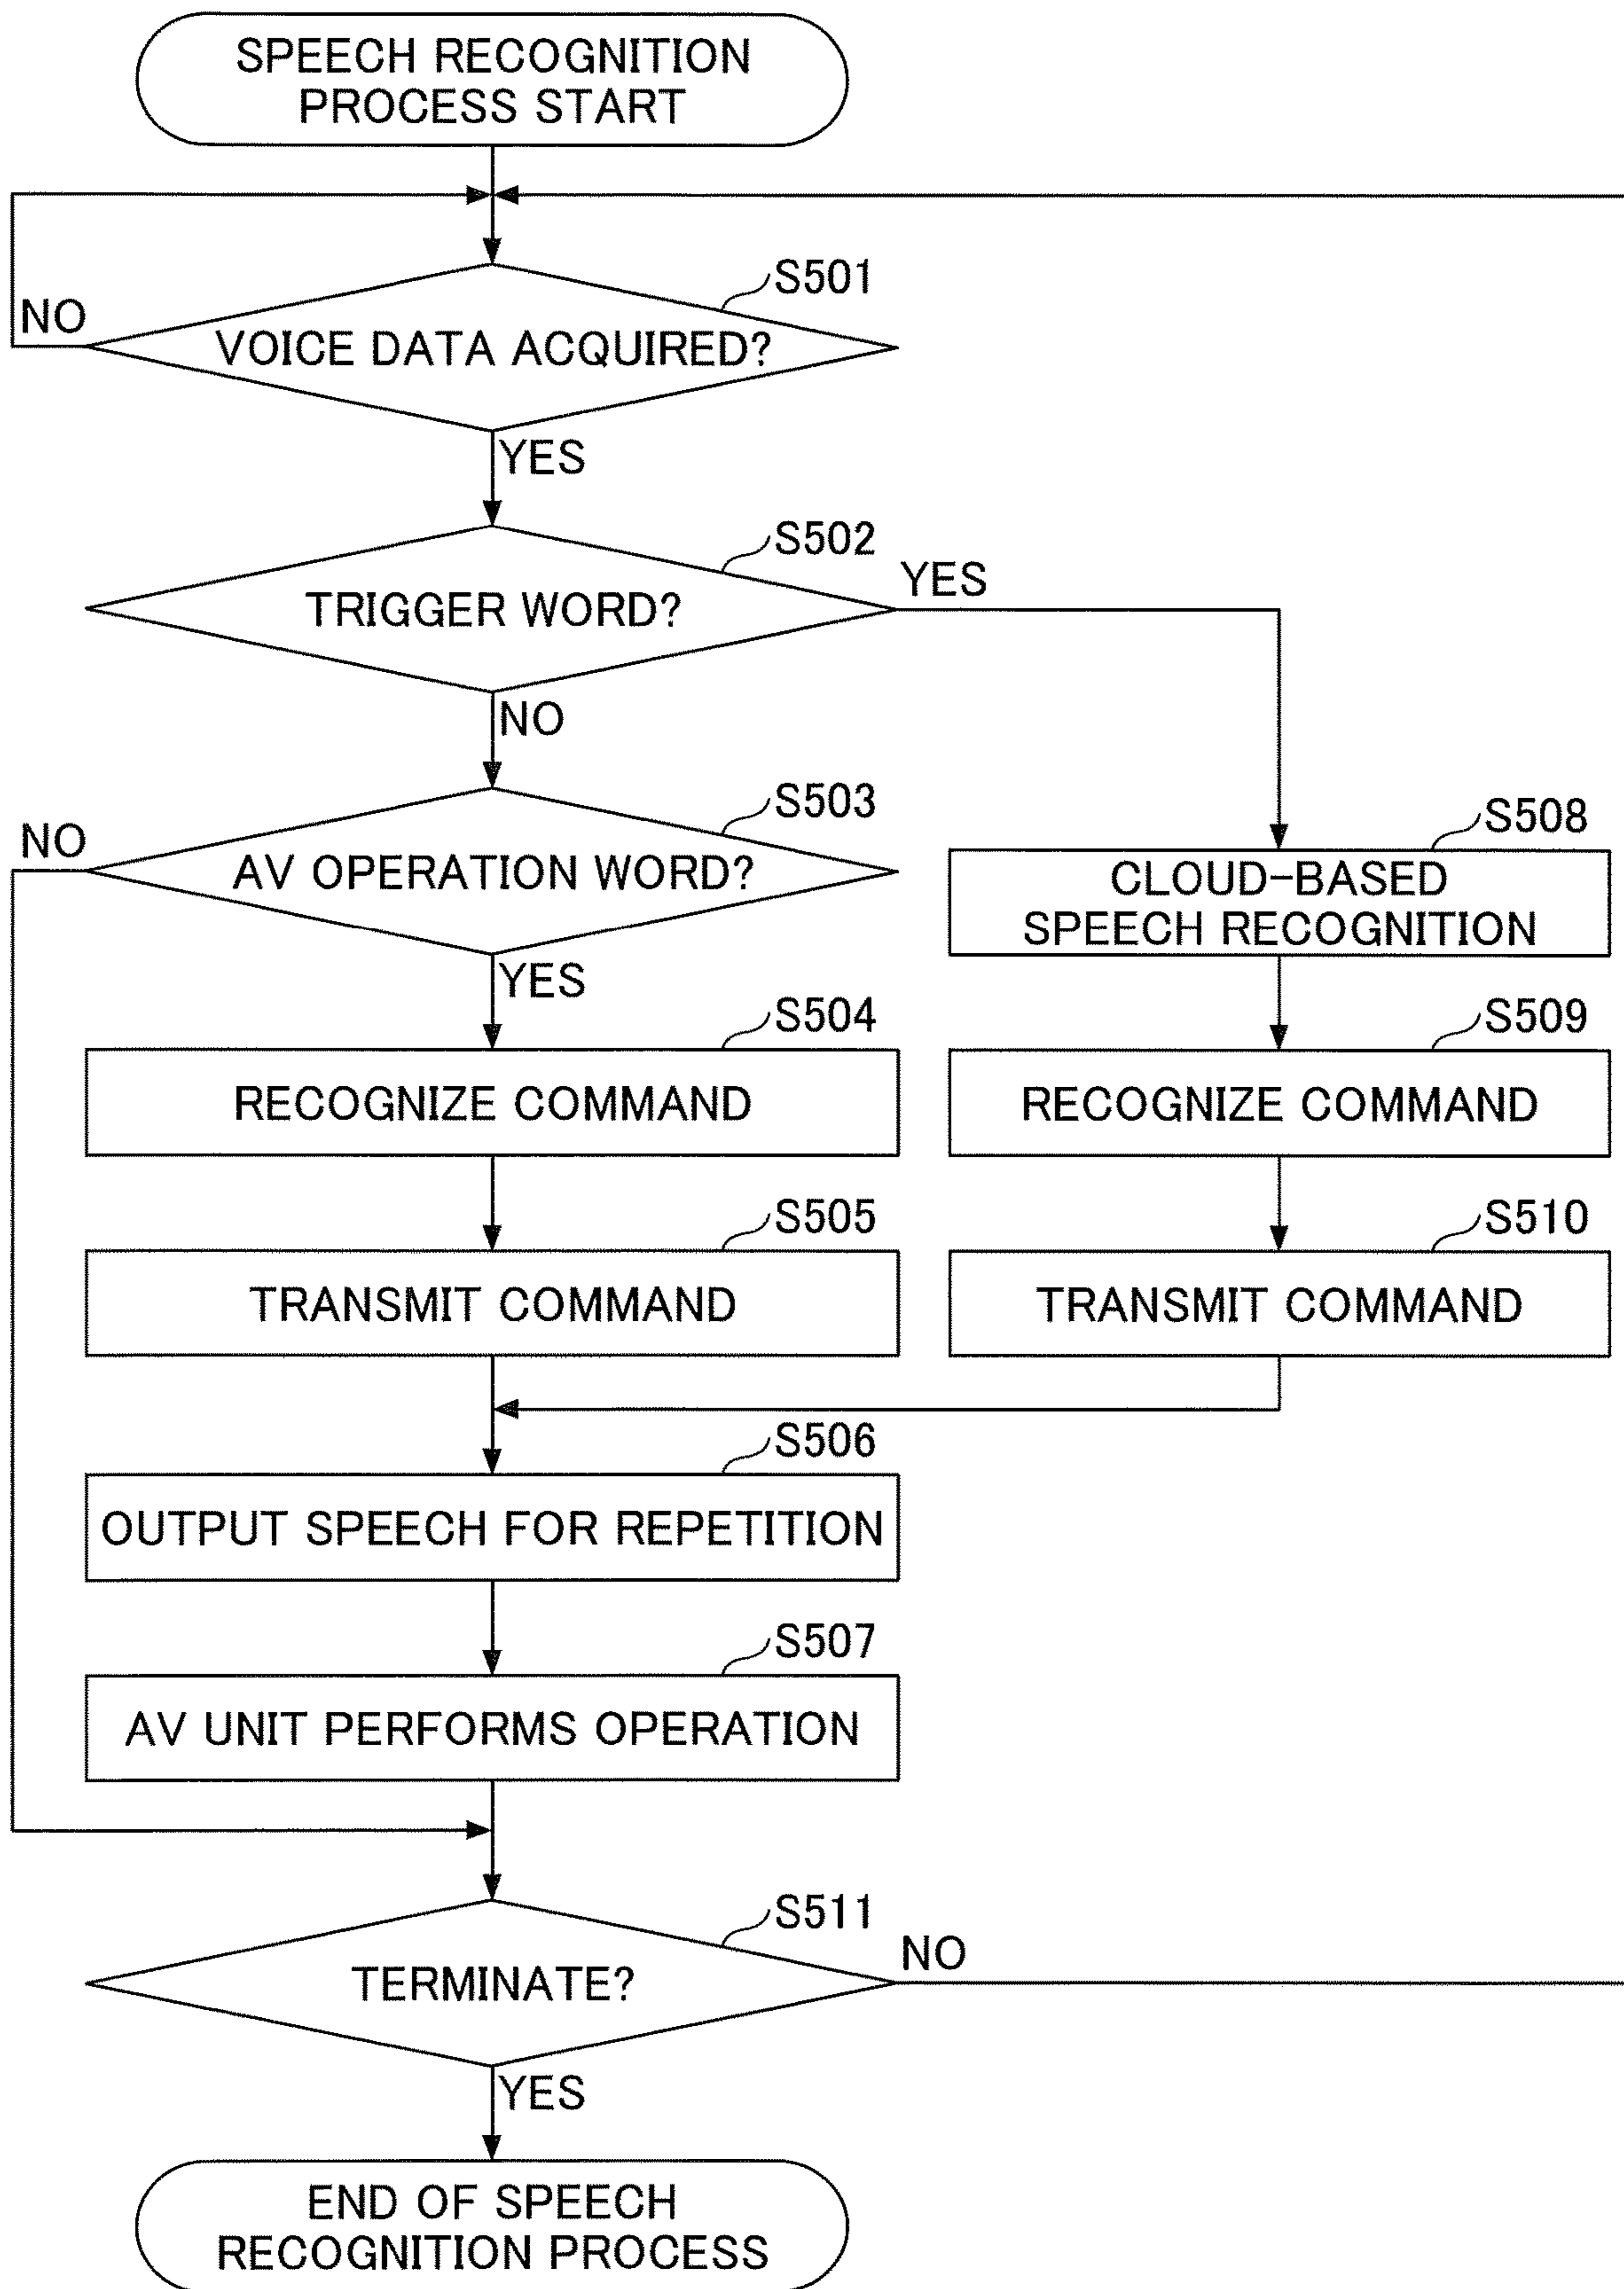 SPEECH RECOGNITION
PROCESS START
S501
NO
VOICE DATA ACQUIRED?
YES
S502
YES
TRIGGER WORD?
NO
S503
NO
AV OPERATION WORD?
YES
S508
CLOUD-BASED
SPEECH RECOGNITION
S504
RECOGNIZE COMMAND
S509
RECOGNIZE COMMAND
S505
TRANSMIT COMMAND
S510
TRANSMIT COMMAND
S506
OUTPUT SPEECH FOR REPETITION
S507
AV UNIT PERFORMS OPERATION
S511
NO
TERMINATE?
YES
END OF SPEECH
RECOGNITION PROCESS